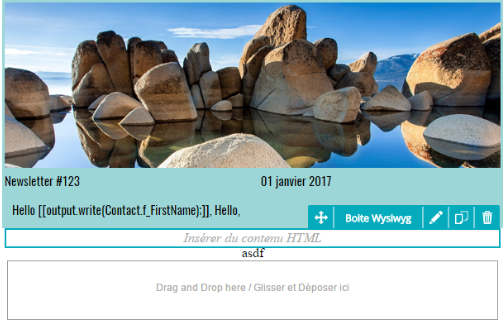 Newsletter #123 01 janvier 2017
Hello [[output.write(Contact.f_FirstName);]], Hello,
Boite Wyslwyg
Insérer du contenu HTML
asdf
Drag and Drop here / Glisser et Déposer ici